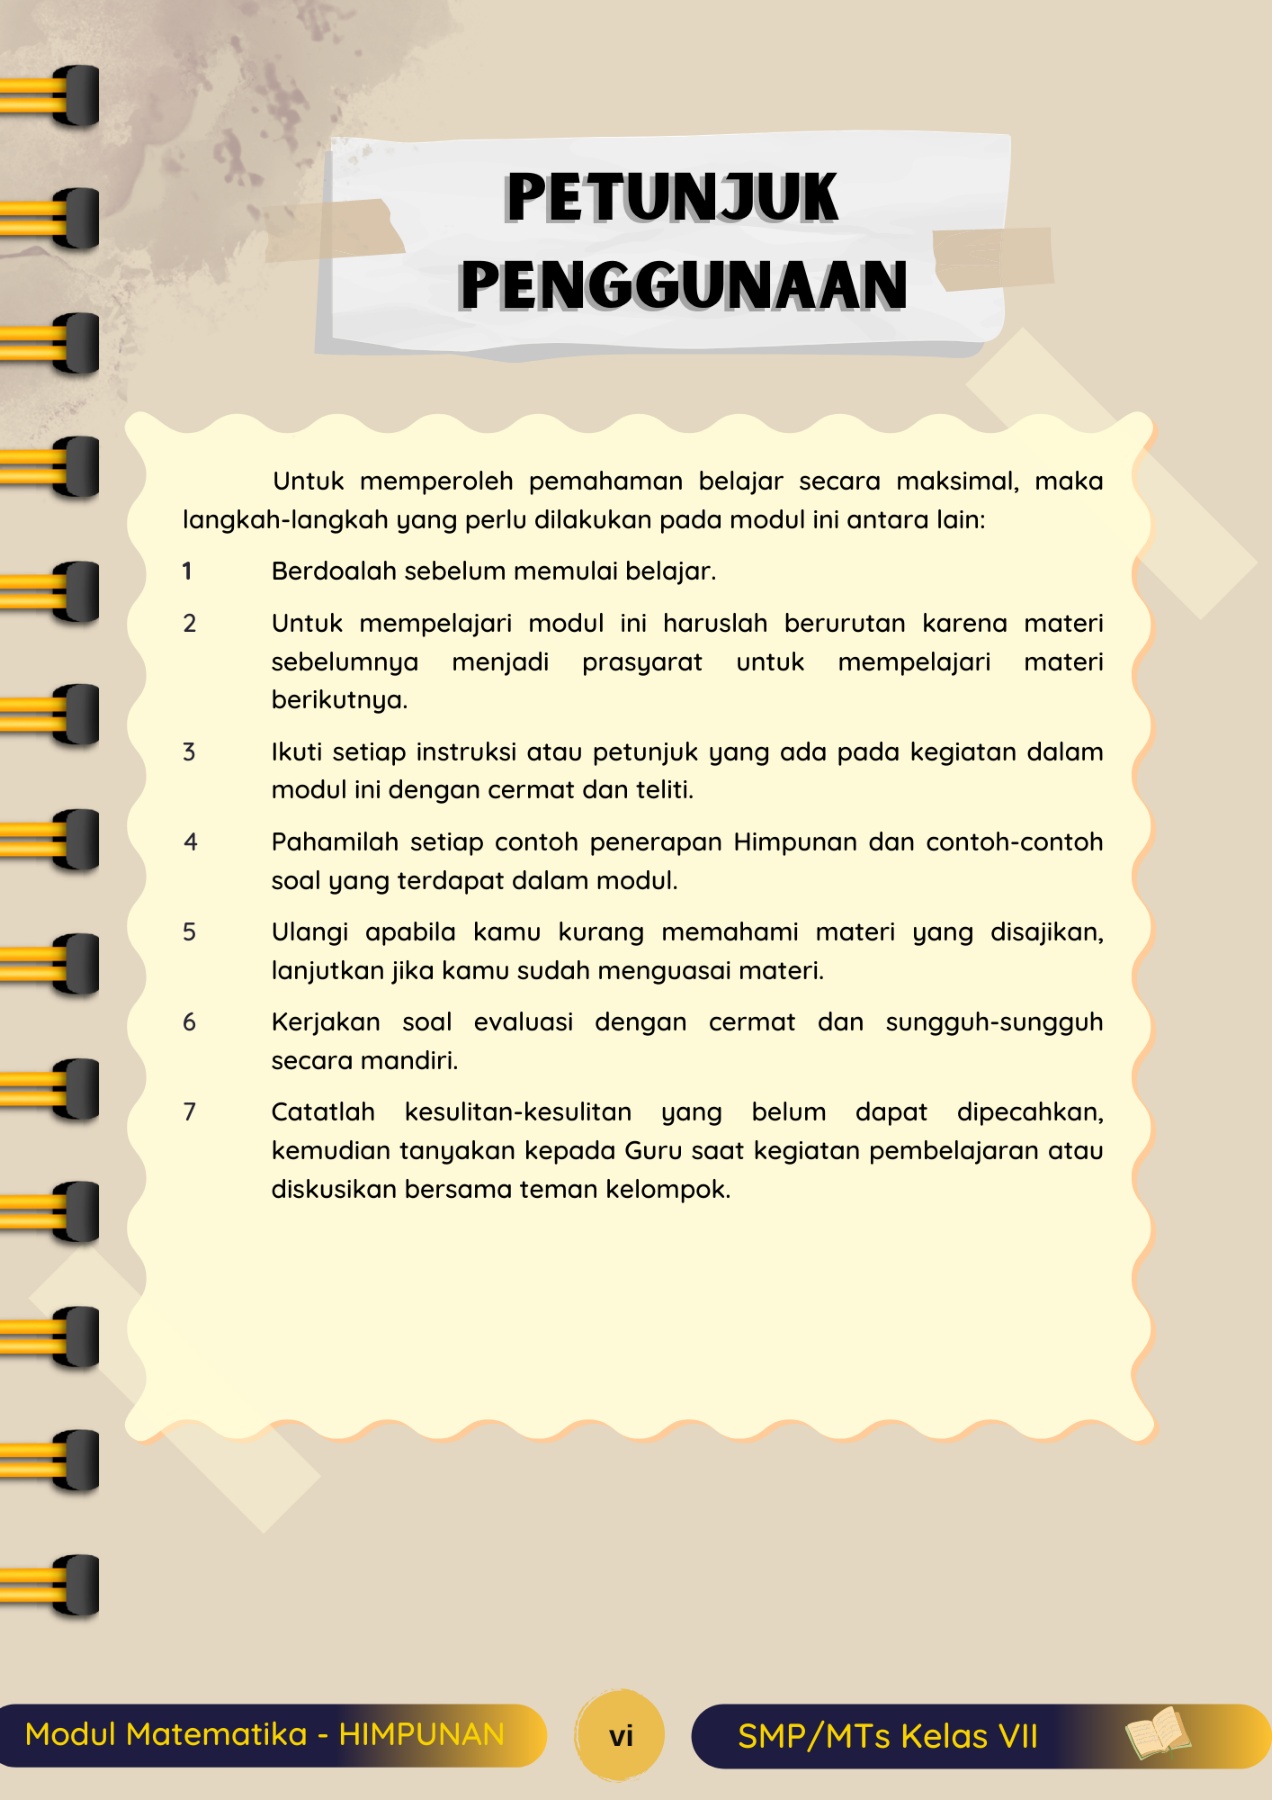 PETUNJUK
PENGGUNAAN
Untuk memperoleh pemahaman belajar secara maksimal, maka
langkah-langkah yang perlu dilakukan pada modul ini antara lain:
1 Berdoalah sebelum memulai belajar.
2 Untuk mempelajari modul ini haruslah berurutan karena materi
sebelumnya menjadi prasyarat untuk mempelajari materi
berikutnya.
3 Ikuti setiap instruksi atau petunjuk yang ada pada kegiatan dalam
modul ini dengan cermat dan teliti.
4 Pahamilah setiap contoh penerapan Himpunan dan contoh-contoh
soal yang terdapat dalam modul.
5 Ulangi apabila kamu kurang memahami materi yang disajikan,
lanjutkan jika kamu sudah menguasai materi.
6 Kerjakan soal evaluasi dengan cermat dan sungguh-sungguh
secara mandiri.
7 Catatlah kesulitan-kesulitan yang belum dapat dipecahkan,
kemudian tanyakan kepada Guru saat kegiatan pembelajaran atau
diskusikan bersama teman kelompok.
Modul Matematika - HIMPUNAN
vi
SMP/MTs Kelas VII